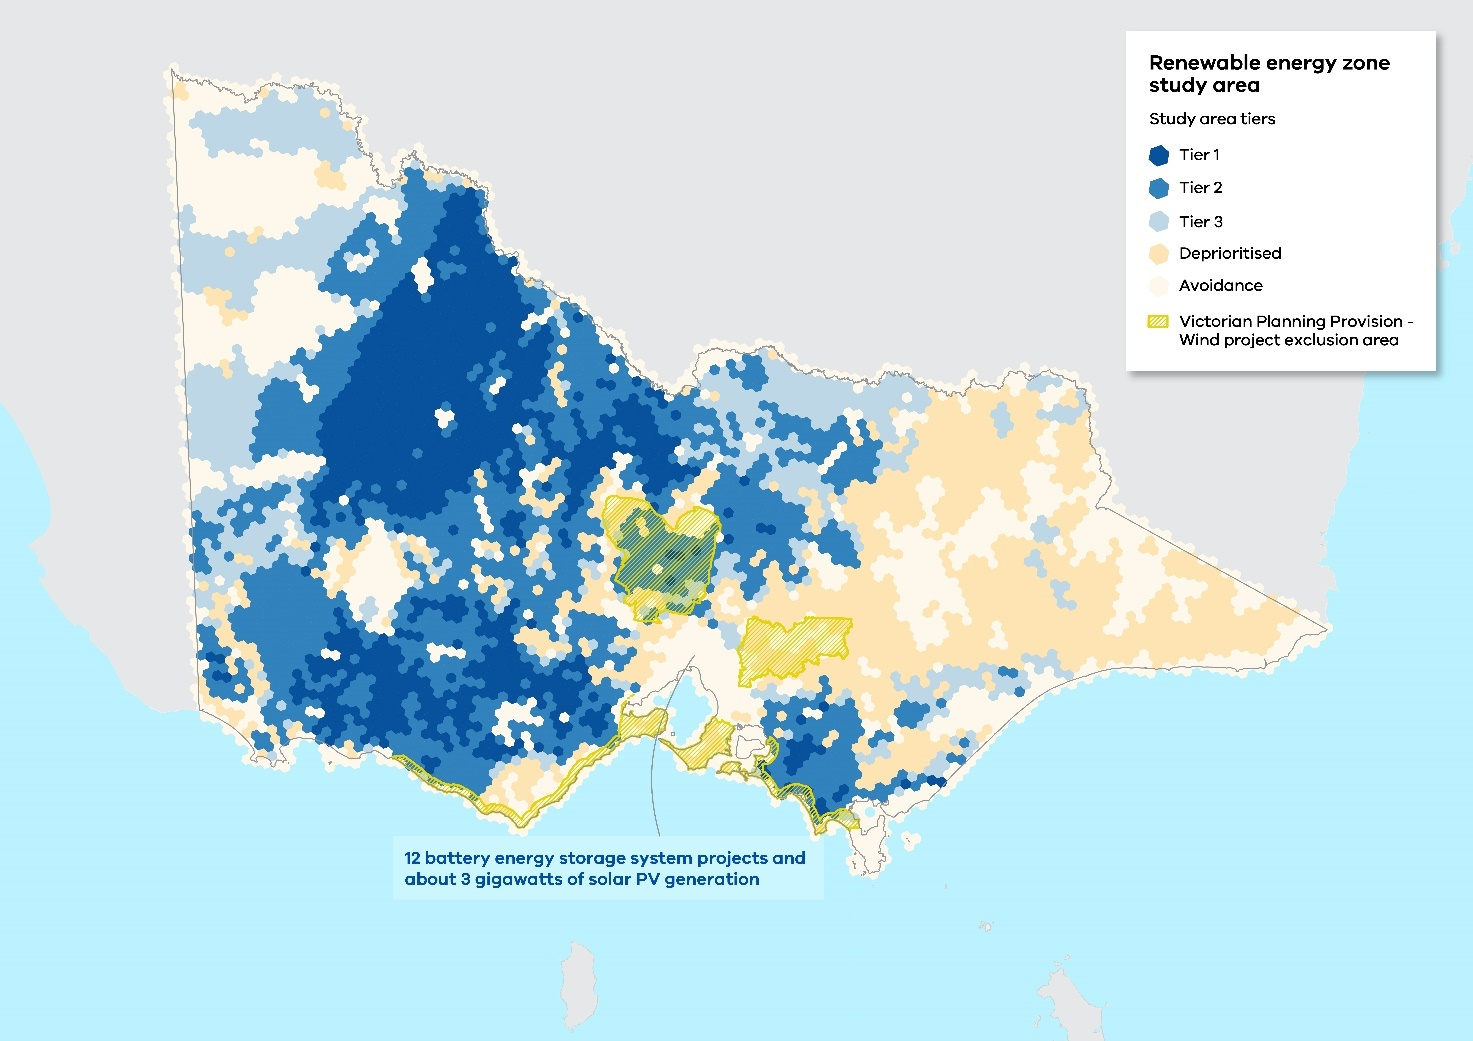 Renewable energy zone
study area
Study area tiers
Tier 1
Tier 2
Tier 3
Deprioritised
Avoidance
Victorian Planning Provision -
Wind project exclusion area
12 battery energy storage system projects and
about 3 gigawatts of solar PV generation